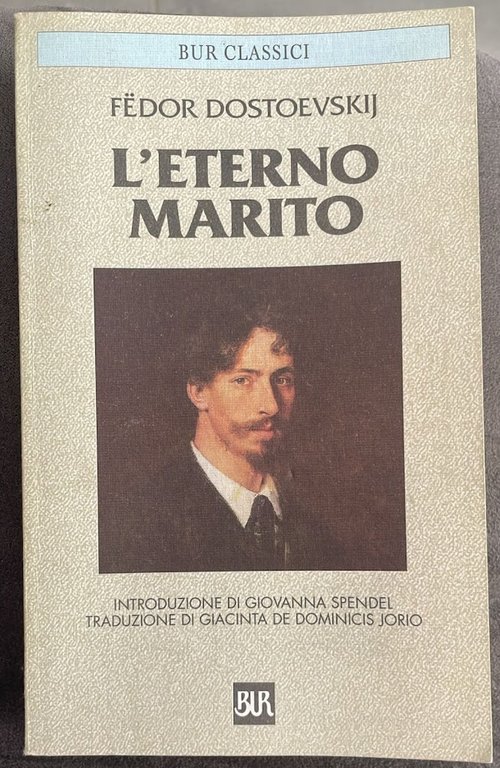 BUR CLASSICI
FËDOR DOSTOEVSKIJ
L'ETERNO
MARITO
INTRODUZIONE DI GIOVANNA SPENDEL
TRADUZIONE DI GIACINTA DE DOMINICIS JORIO
BUR